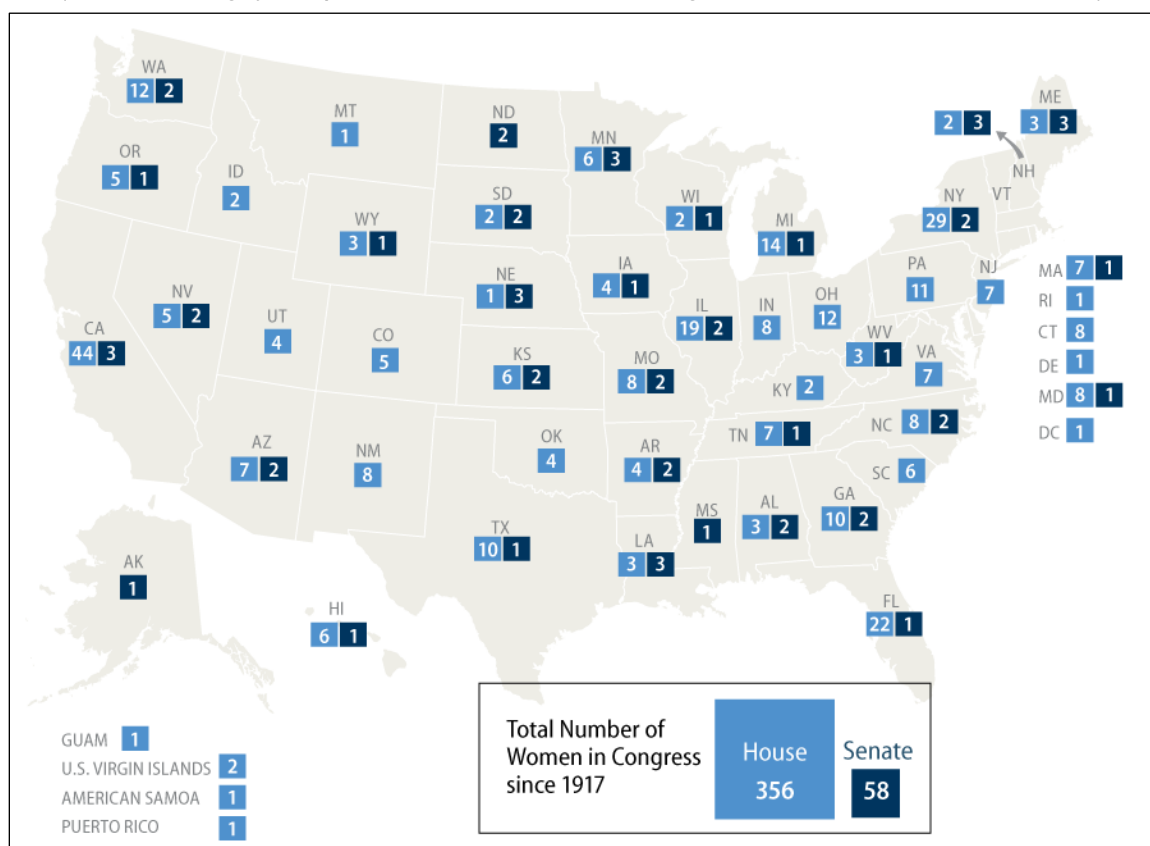 WA
12 2
MT
1
ND
2
MN
6 3
2 3
ME
3 3
OR
5 1
ID
2
SD
2 2
WI
2 1
MI
14 1
NH
VT
NY
29 2
WY
3 1
NE
1 3
IA
4 1
PA
11
NJ
7
MA 7 1
RI 1
CT 8
DE 1
MD 8 1
DC 1
NV
5 2
UT
4
CO
5
IL
19 2
IN
8
OH
12
WV
3 1
VA
7
CA
44 3
KS
6 2
MO
8 2
KY 2
AZ
7 2
NM
8
OK
4
AR
4 2
TN 7 1
NC 8 2
SC 6
TX
10 1
LA
3 3
MS
1
AL
3 2
GA
10 2
AK
1
HI
6 1
FL
22 1
GUAM 1
U.S. VIRGIN ISLANDS 2
AMERICAN SAMOA 1
PUERTO RICO 1
Total Number of
Women in Congress
since 1917
House
356
Senate
58